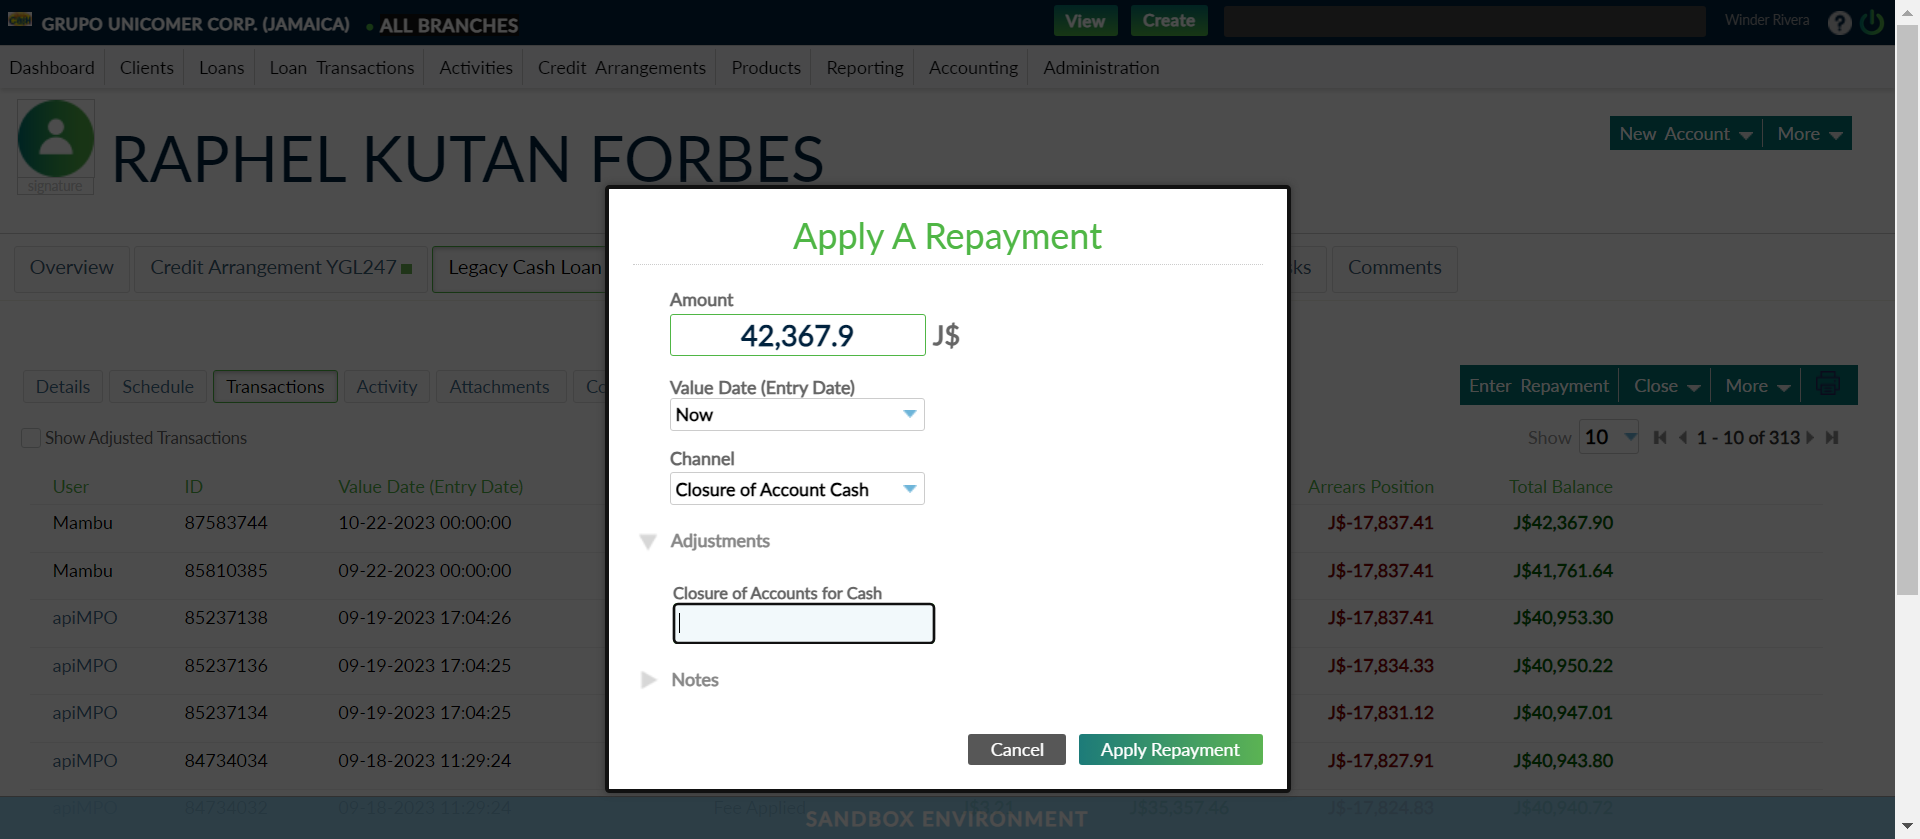 GRUPO UNICOMER CORP. (JAMAICA) • ALL BRANCHES View Create Winder Rivera ?
Dashboard Clients Loans Loan Transactions Activities Credit Arrangements Products Reporting Accounting Administration
signature
RAPHEL KUTAN FORBES
New Account More
Apply A Repayment
Overview Credit Arrangement YGL247 Legacy Cash Loan ks Comments
Amount
42,367.9 J$
Value Date (Entry Date)
Now
Channel
Closure of Account Cash
Adjustments
Closure of Accounts for Cash
Notes
Cancel Apply Repayment
Details Schedule Transactions Activity Attachments Co Enter Repayment Close More
Show Adjusted Transactions Show 10 1 - 10 of 313
User ID Value Date (Entry Date) Arrears Position Total Balance
Mambu 87583744 10-22-2023 00:00:00 J$-17,837.41 J$42,367.90
Mambu 85810385 09-22-2023 00:00:00 J$-17,837.41 J$41,761.64
apiMPO 85237138 09-19-2023 17:04:26 J$-17,837.41 J$40,953.30
apiMPO 85237136 09-19-2023 17:04:25 J$-17,834.33 J$40,950.22
apiMPO 85237134 09-19-2023 17:04:25 J$-17,831.12 J$40,947.01
apiMPO 84734034 09-18-2023 11:29:24 J$-17,827.91 J$40,943.80
apiMPO 84734032 09-18-2023 11:29:24 Fee Applied J$3.21 J$35,357.46 J$-17,824.83 J$40,940.72
SANDBOX ENVIRONMENT